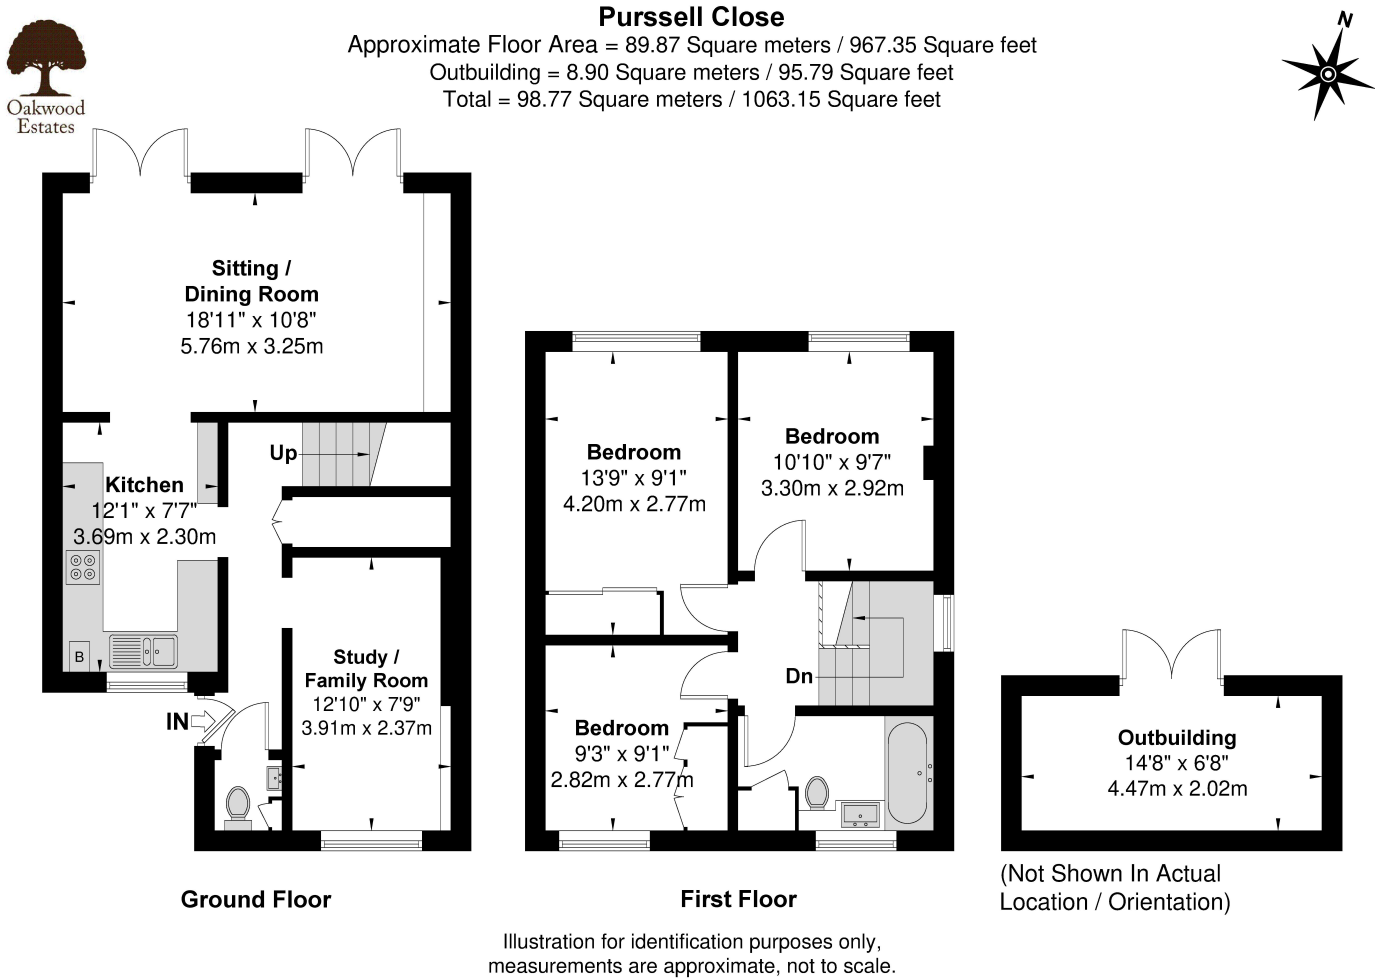 Purssell Close
Approximate Floor Area = 89.87 Square meters / 967.35 Square feet
Outbuilding = 8.90 Square meters / 95.79 Square feet
Total = 98.77 Square meters / 1063.15 Square feet
Oakwood
Estates
N
Sitting /
Dining Room
18'11" x 10'8"
5.76m x 3.25m
Up
Kitchen
12'1" x 7'7"
3.69m x 2.30m
B
Study /
Family Room
12'10" x 7'9"
3.91m x 2.37m
IN
Ground Floor
Bedroom
13'9" x 9'1"
4.20m x 2.77m
Bedroom
10'10" x 9'7"
3.30m x 2.92m
Dn
Bedroom
9'3" x 9'1"
2.82m x 2.77m
First Floor
Outbuilding
14'8" x 6'8"
4.47m x 2.02m
(Not Shown In Actual
Location / Orientation)
Illustration for identification purposes only,
measurements are approximate, not to scale.